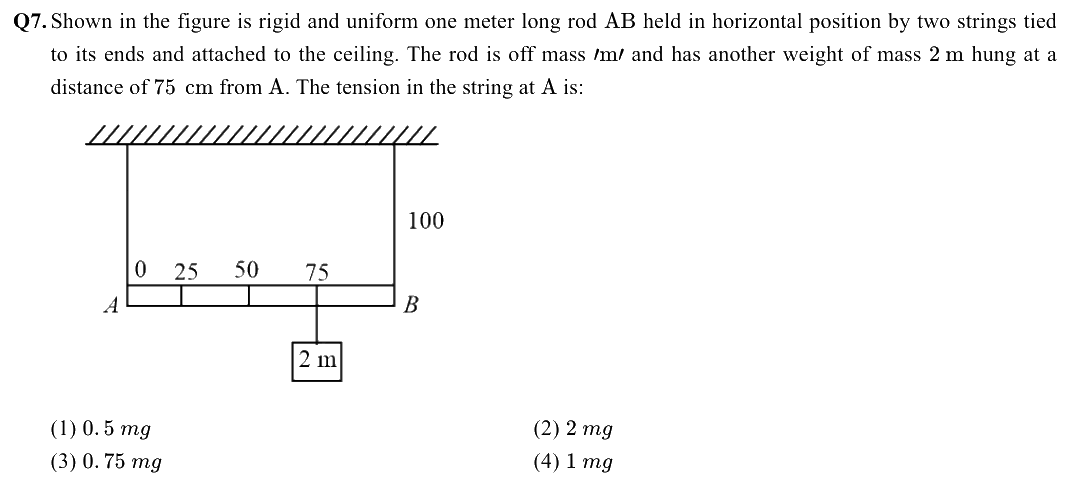 Q7. Shown in the figure is rigid and uniform one meter long rod AB held in horizontal position by two strings tied
to its ends and attached to the ceiling. The rod is off mass 'm' and has another weight of mass 2 m hung at a
distance of 75 cm from A. The tension in the string at A is:
100
0 25 50 75
A B
2 m
(1) 0.5 mg (2) 2 mg
(3) 0.75 mg (4) 1 mg